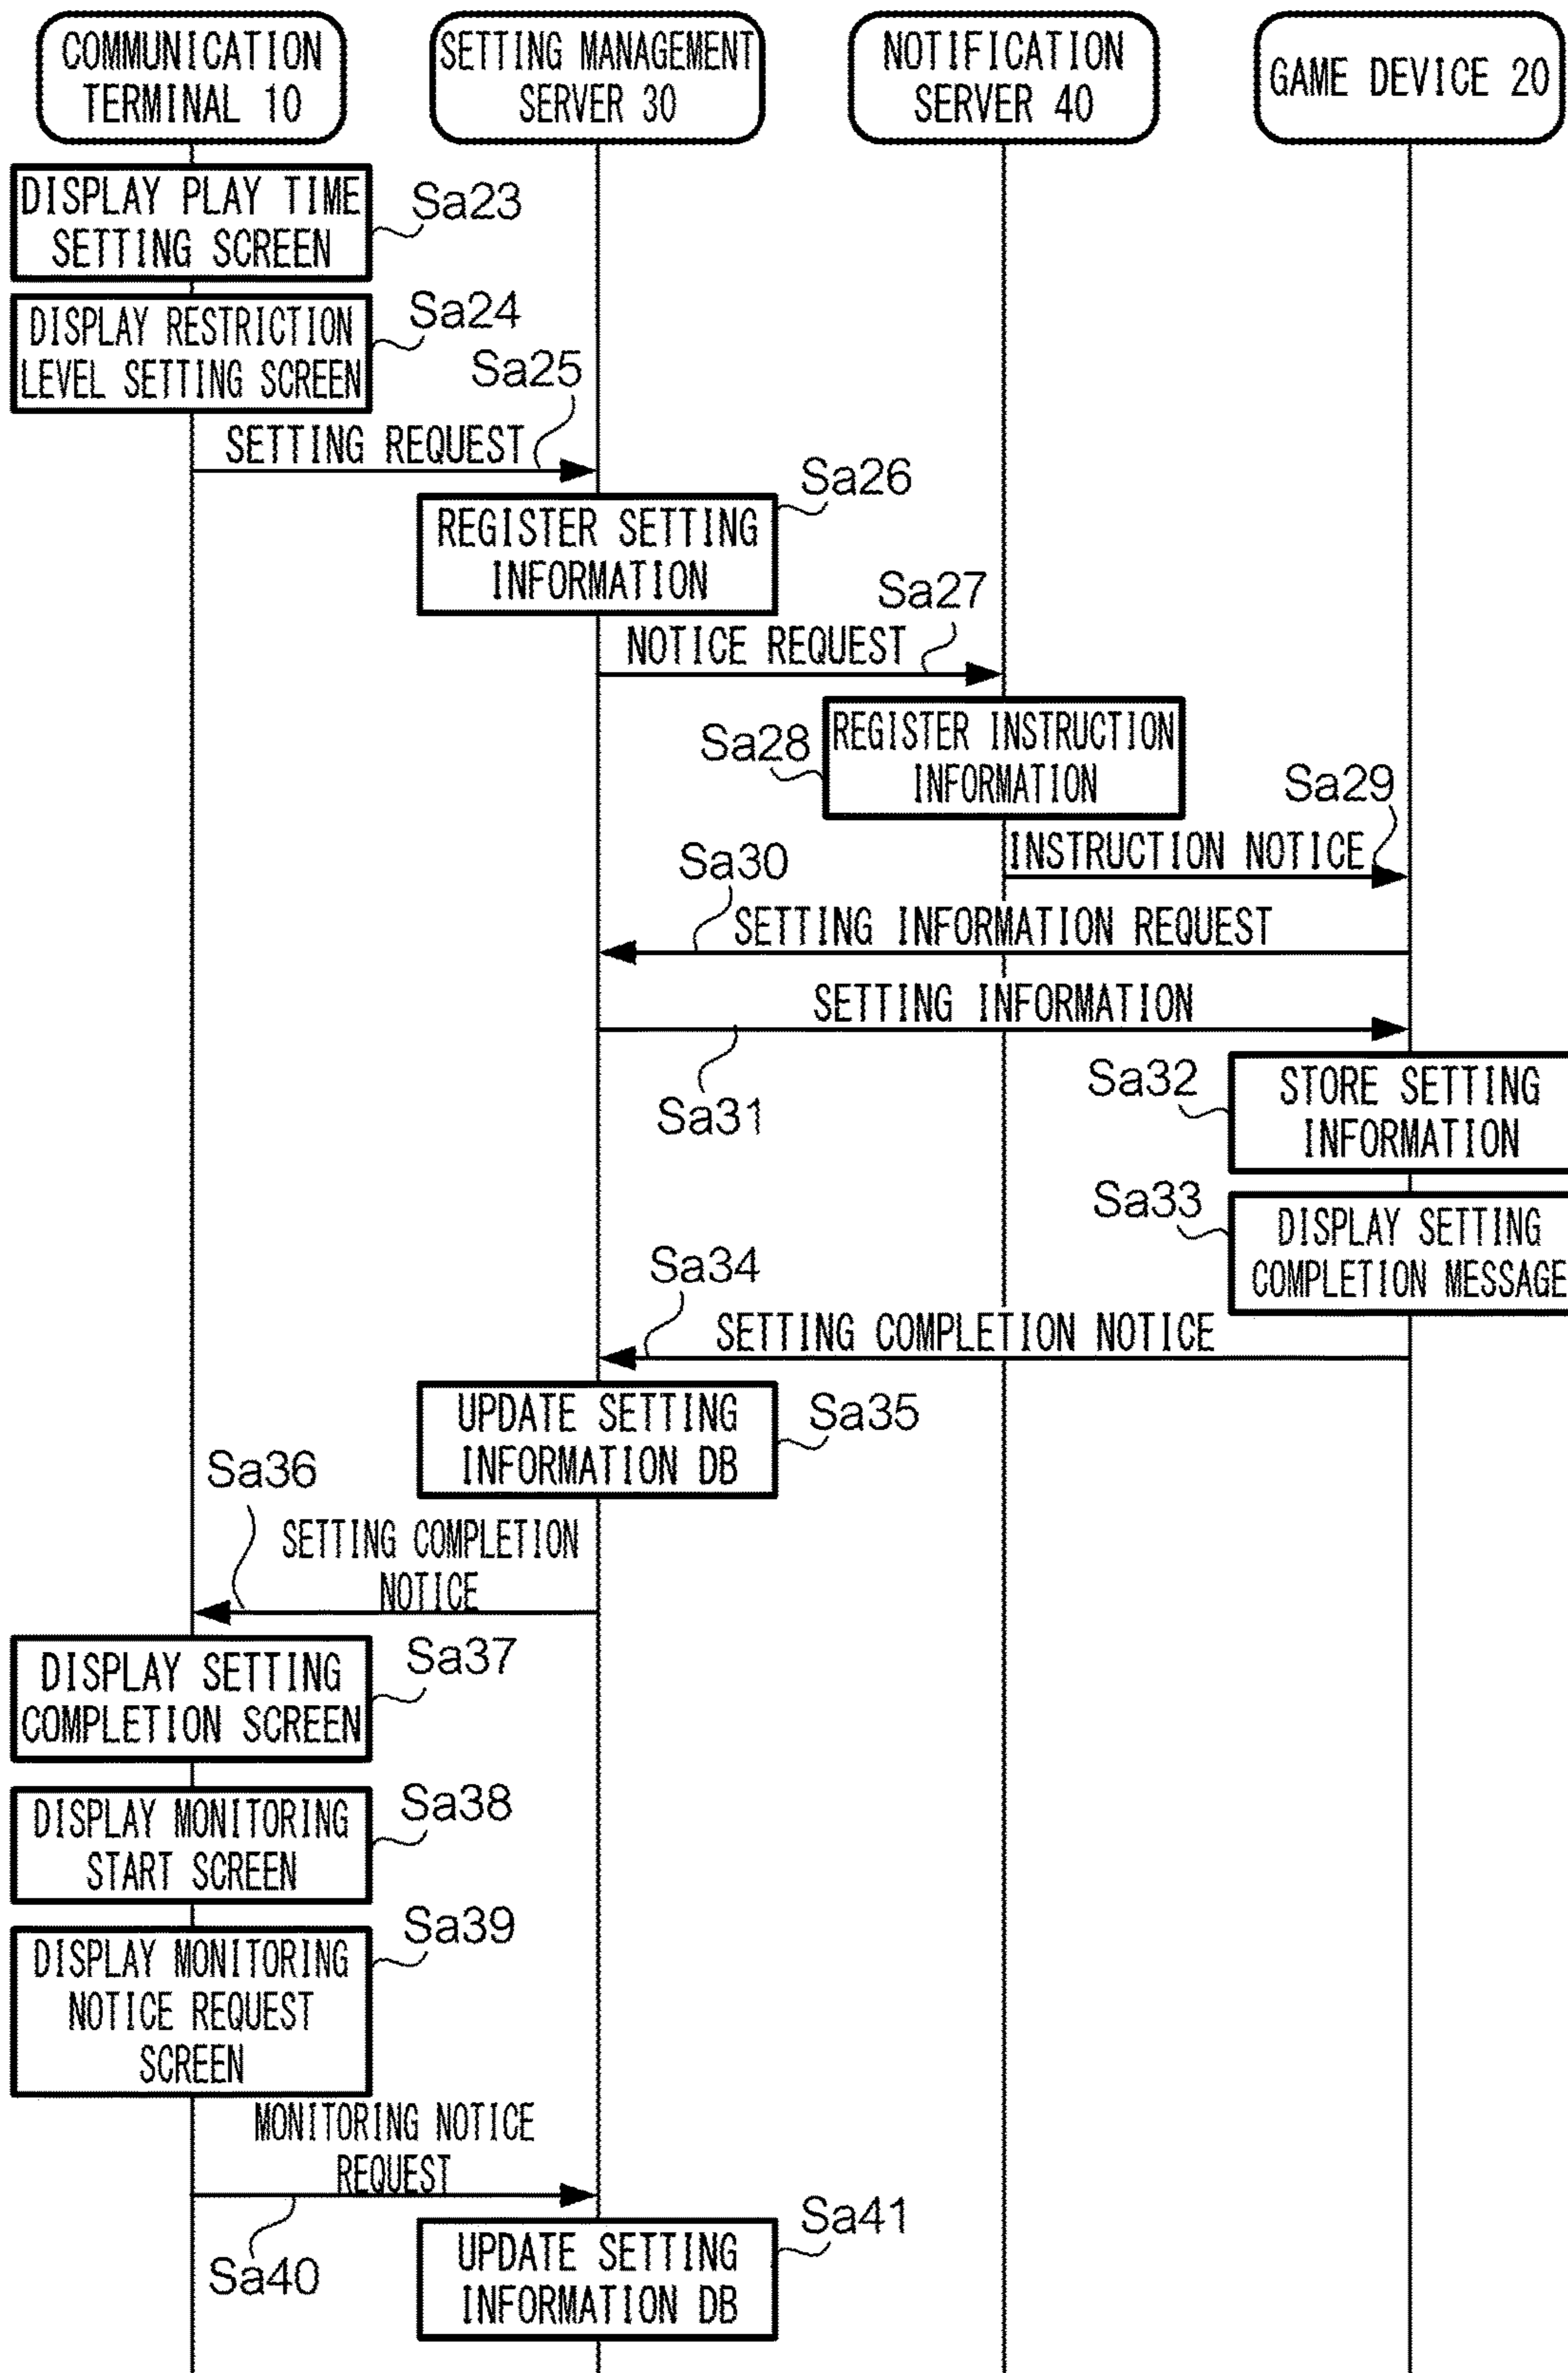 COMMUNICATION
TERMINAL 10
SETTING MANAGEMENT
SERVER 30
NOTIFICATION
SERVER 40
GAME DEVICE 20
DISPLAY PLAY TIME
SETTING SCREEN
Sa23
DISPLAY RESTRICTION
LEVEL SETTING SCREEN
Sa24
Sa25
SETTING REQUEST
Sa26
REGISTER SETTING
INFORMATION
Sa27
NOTICE REQUEST
Sa28
REGISTER INSTRUCTION
INFORMATION
Sa29
INSTRUCTION NOTICE
Sa30
SETTING INFORMATION REQUEST
SETTING INFORMATION
Sa31
Sa32
STORE SETTING
INFORMATION
Sa33
DISPLAY SETTING
COMPLETION MESSAGE
Sa34
SETTING COMPLETION NOTICE
UPDATE SETTING
INFORMATION DB
Sa35
Sa36
SETTING COMPLETION
NOTICE
DISPLAY SETTING
COMPLETION SCREEN
Sa37
DISPLAY MONITORING
START SCREEN
Sa38
DISPLAY MONITORING
NOTICE REQUEST
SCREEN
Sa39
MONITORING NOTICE
REQUEST
Sa40
UPDATE SETTING
INFORMATION DB
Sa41